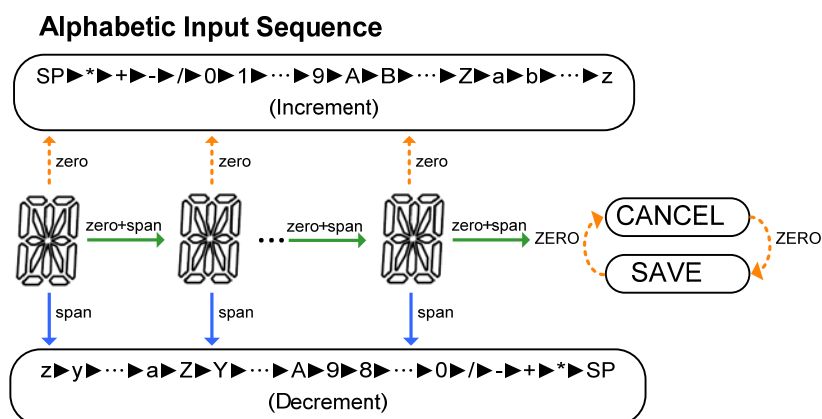 Alphabetic Input Sequence
SP►*►+►-►/►0►1►⋯►9►A►B►⋯►Z►a►b►⋯►z
(Increment)
zero zero zero
zero+span ⋯ zero+span zero+span ZERO CANCEL ZERO
SAVE
span span span
z►y►⋯►a►Z►Y►⋯►A►9►8►⋯►0►/►-►+►*►SP
(Decrement)